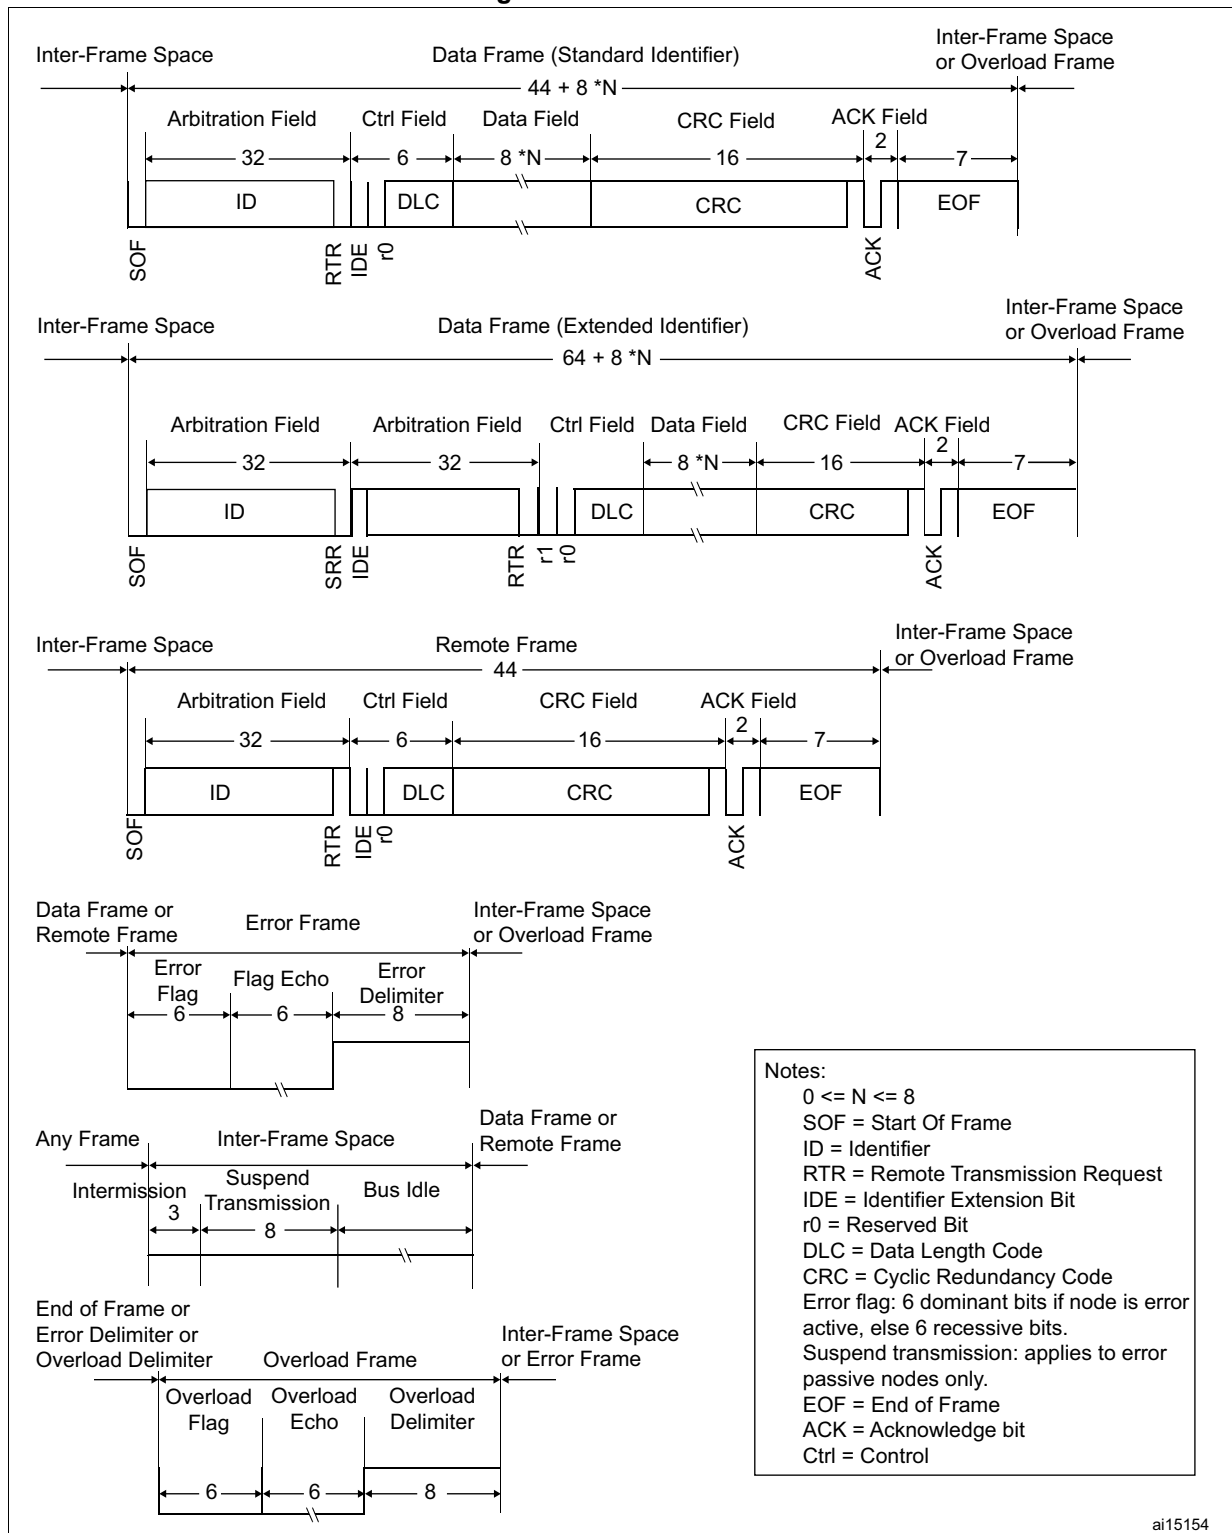 Inter-Frame Space
Data Frame (Standard Identifier)
Inter-Frame Space
or Overload Frame
44 + 8 *N
Arbitration Field
Ctrl Field
Data Field
CRC Field
ACK Field
32
6
8 *N
16
2
7
ID
DLC
CRC
EOF
SOF
RTR
IDE
r0
ACK
Inter-Frame Space
Data Frame (Extended Identifier)
Inter-Frame Space
or Overload Frame
64 + 8 *N
Arbitration Field
Arbitration Field
Ctrl Field
Data Field
CRC Field
ACK Field
32
32
8 *N
16
2
7
ID
DLC
CRC
EOF
SOF
SRR
IDE
RTR
r1
r0
ACK
Inter-Frame Space
Remote Frame
Inter-Frame Space
or Overload Frame
44
Arbitration Field
Ctrl Field
CRC Field
ACK Field
32
6
16
2
7
ID
DLC
CRC
EOF
SOF
RTR
IDE
r0
ACK
Data Frame or
Remote Frame
Error Frame
Inter-Frame Space
or Overload Frame
Error
Flag
Flag Echo
Error
Delimiter
6
6
8
Any Frame
Inter-Frame Space
Data Frame or
Remote Frame
Intermission
3
Suspend
Transmission
8
Bus Idle
End of Frame or
Error Delimiter or
Overload Delimiter
Overload Frame
Inter-Frame Space
or Error Frame
Overload
Flag
Overload
Echo
Overload
Delimiter
6
6
8
Notes:
0 <= N <= 8
SOF = Start Of Frame
ID = Identifier
RTR = Remote Transmission Request
IDE = Identifier Extension Bit
r0 = Reserved Bit
DLC = Data Length Code
CRC = Cyclic Redundancy Code
Error flag: 6 dominant bits if node is error
active, else 6 recessive bits.
Suspend transmission: applies to error
passive nodes only.
EOF = End of Frame
ACK = Acknowledge bit
Ctrl = Control
ai15154